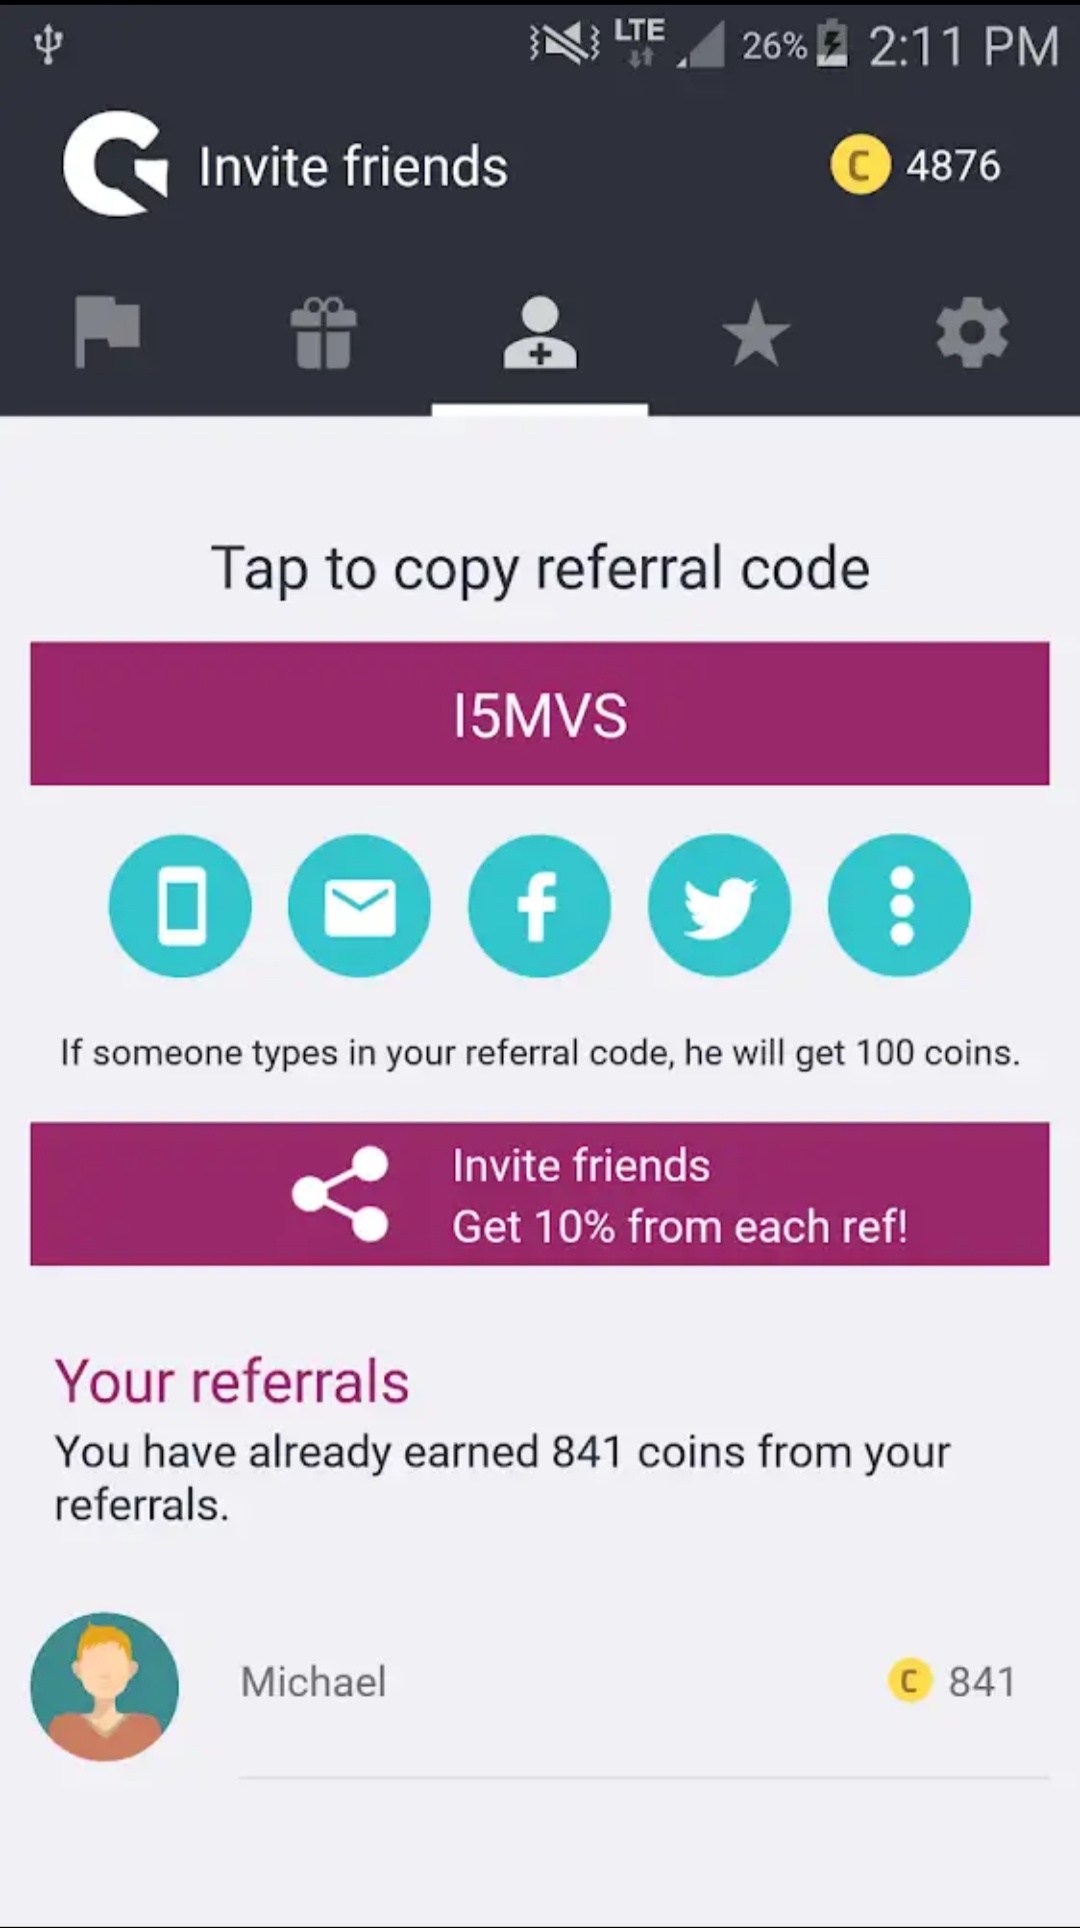 LTE 26% 2:11 PM
Invite friends C 4876
Tap to copy referral code
I5MVS
If someone types in your referral code, he will get 100 coins.
Invite friends
Get 10% from each ref!
Your referrals
You have already earned 841 coins from your
referrals.
Michael C 841